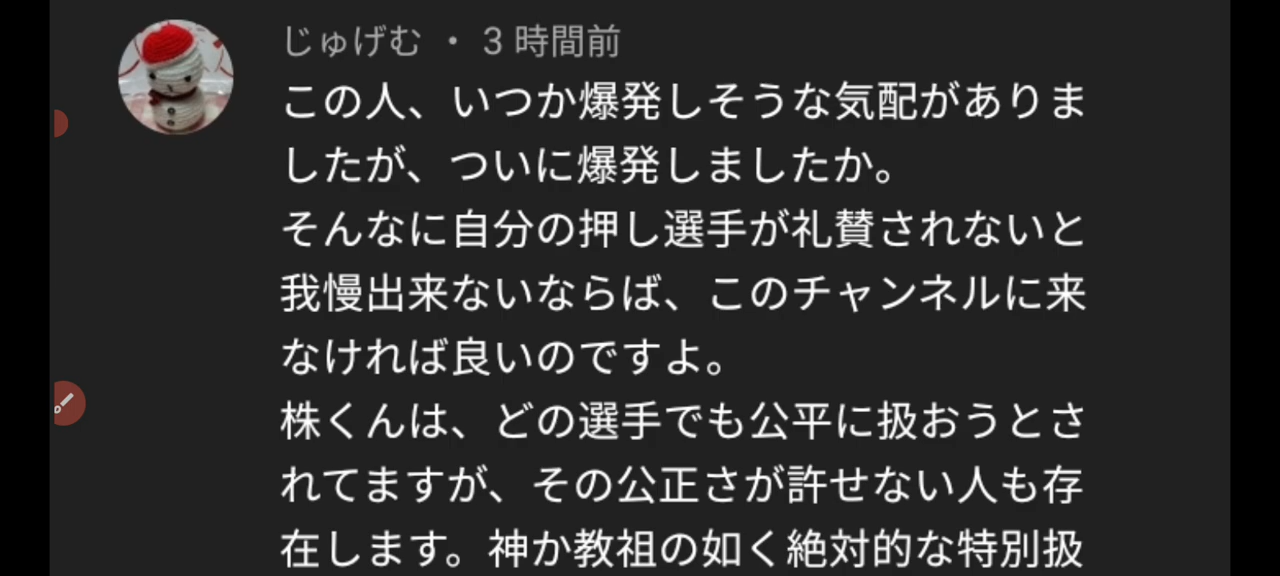 じゅげむ ・ 3 時間前
この人、いつか爆発しそうな気配がありま
したが、ついに爆発しましたか。
そんなに自分の押し選手が礼賛されないと
我慢出来ないならば、このチャンネルに来
なければ良いのですよ。
株くんは、どの選手でも公平に扱おうとさ
れてますが、その公正さが許せない人も存
在します。神か教祖の如く絶対的な特別扱